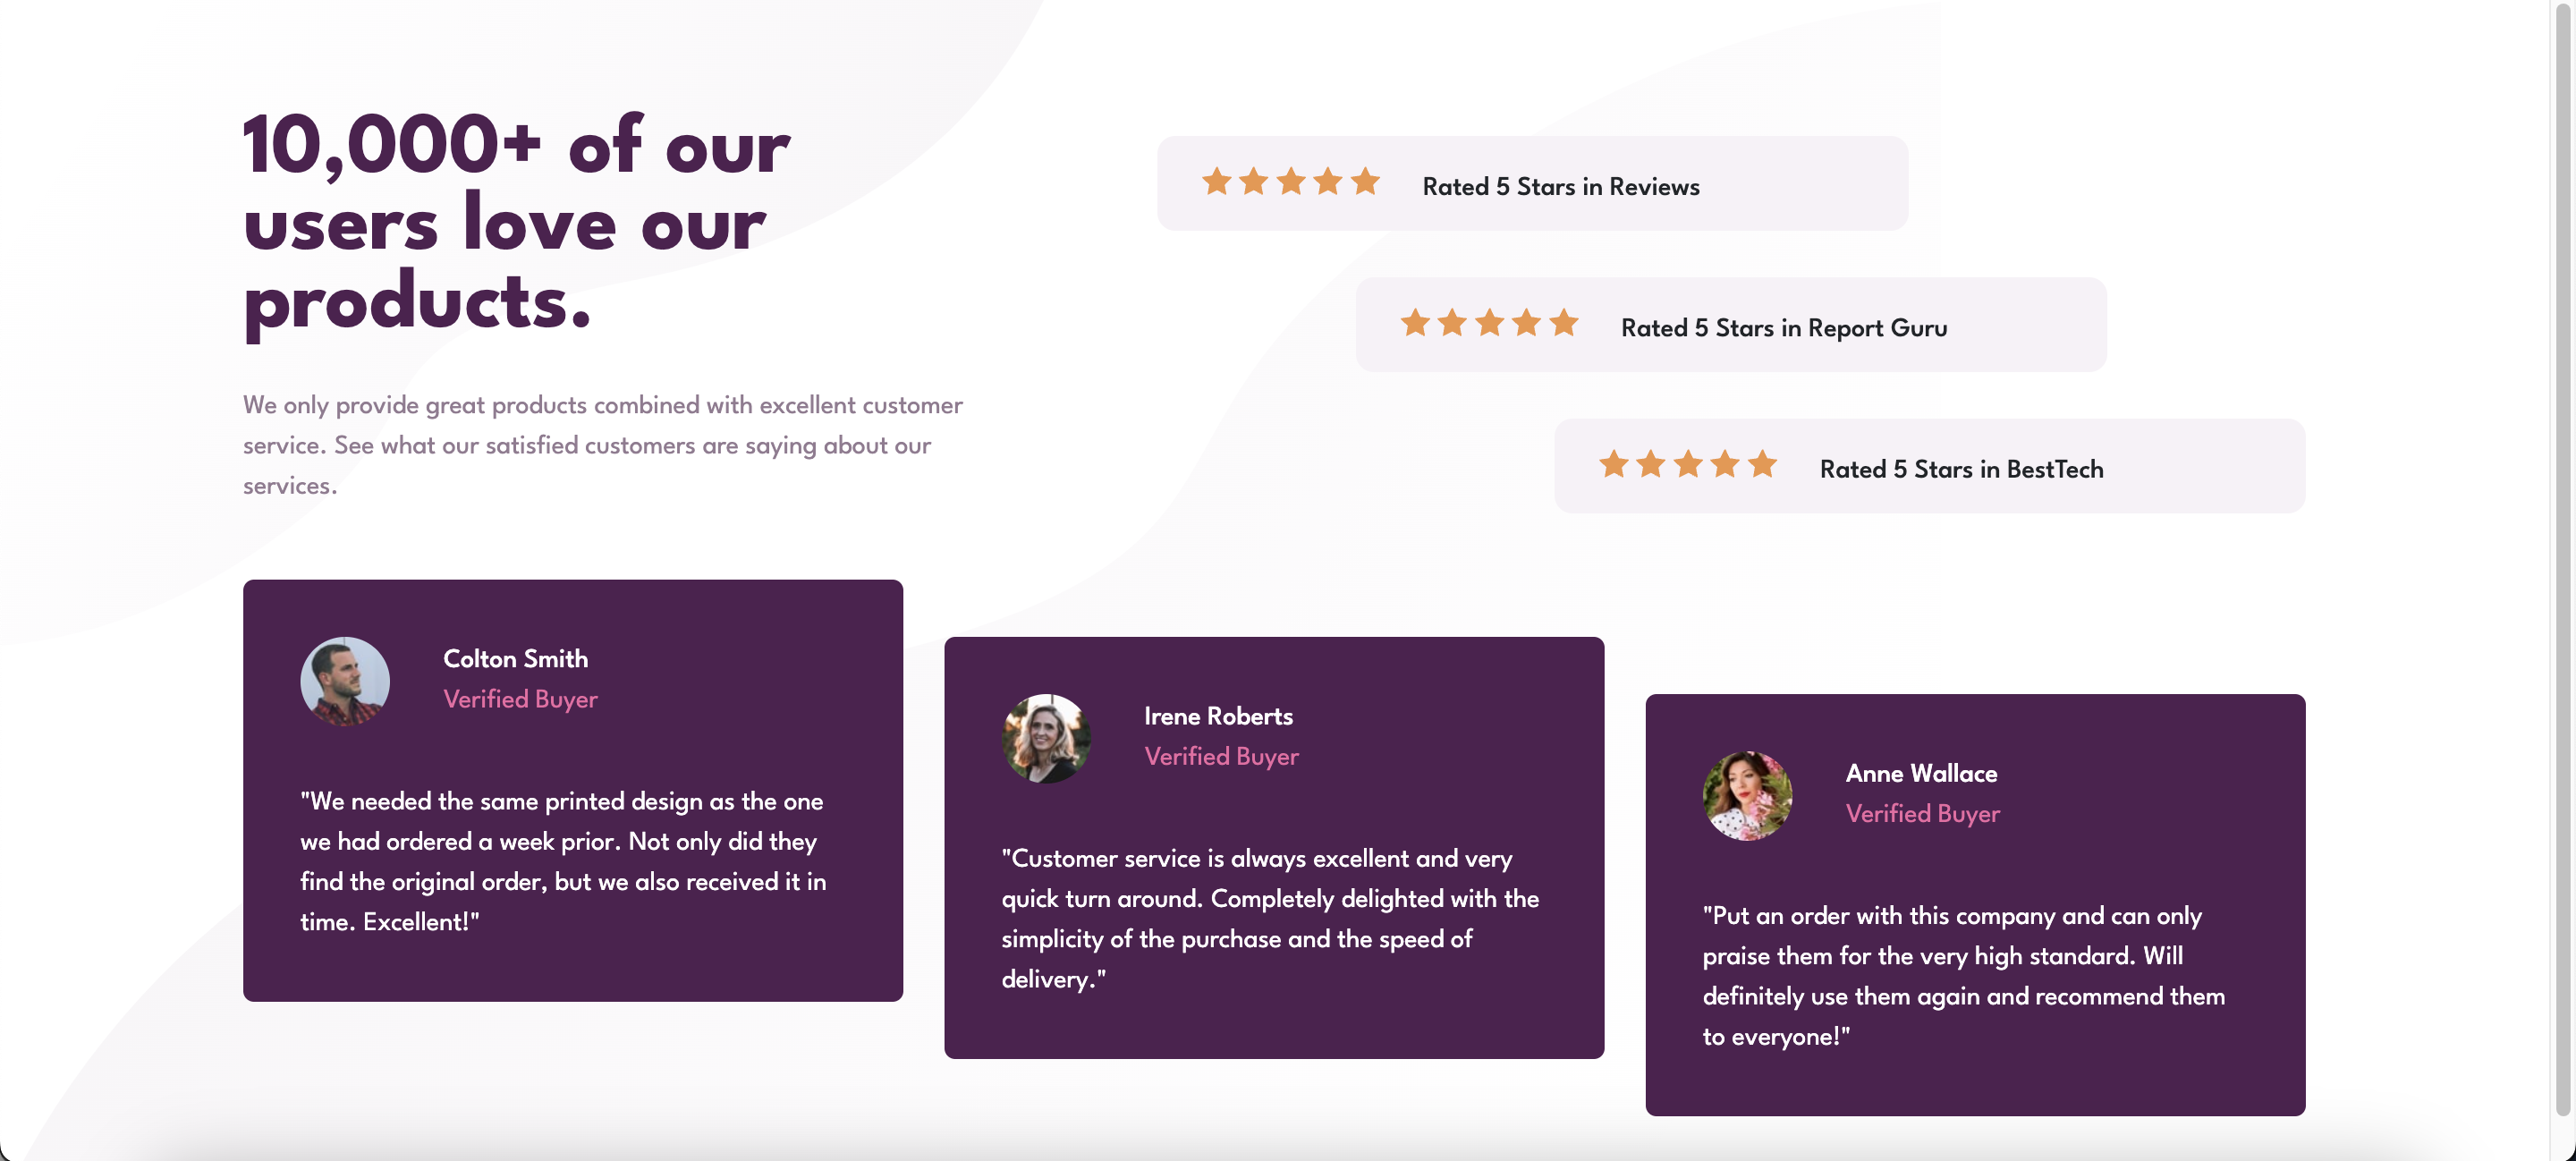 10,000+ of our
users love our
products.
We only provide great products combined with excellent customer
service. See what our satisfied customers are saying about our
services.
Rated 5 Stars in Reviews
Rated 5 Stars in Report Guru
Rated 5 Stars in BestTech
Colton Smith
Verified Buyer
"We needed the same printed design as the one
we had ordered a week prior. Not only did they
find the original order, but we also received it in
time. Excellent!"
Irene Roberts
Verified Buyer
"Customer service is always excellent and very
quick turn around. Completely delighted with the
simplicity of the purchase and the speed of
delivery."
Anne Wallace
Verified Buyer
"Put an order with this company and can only
praise them for the very high standard. Will
definitely use them again and recommend them
to everyone!"